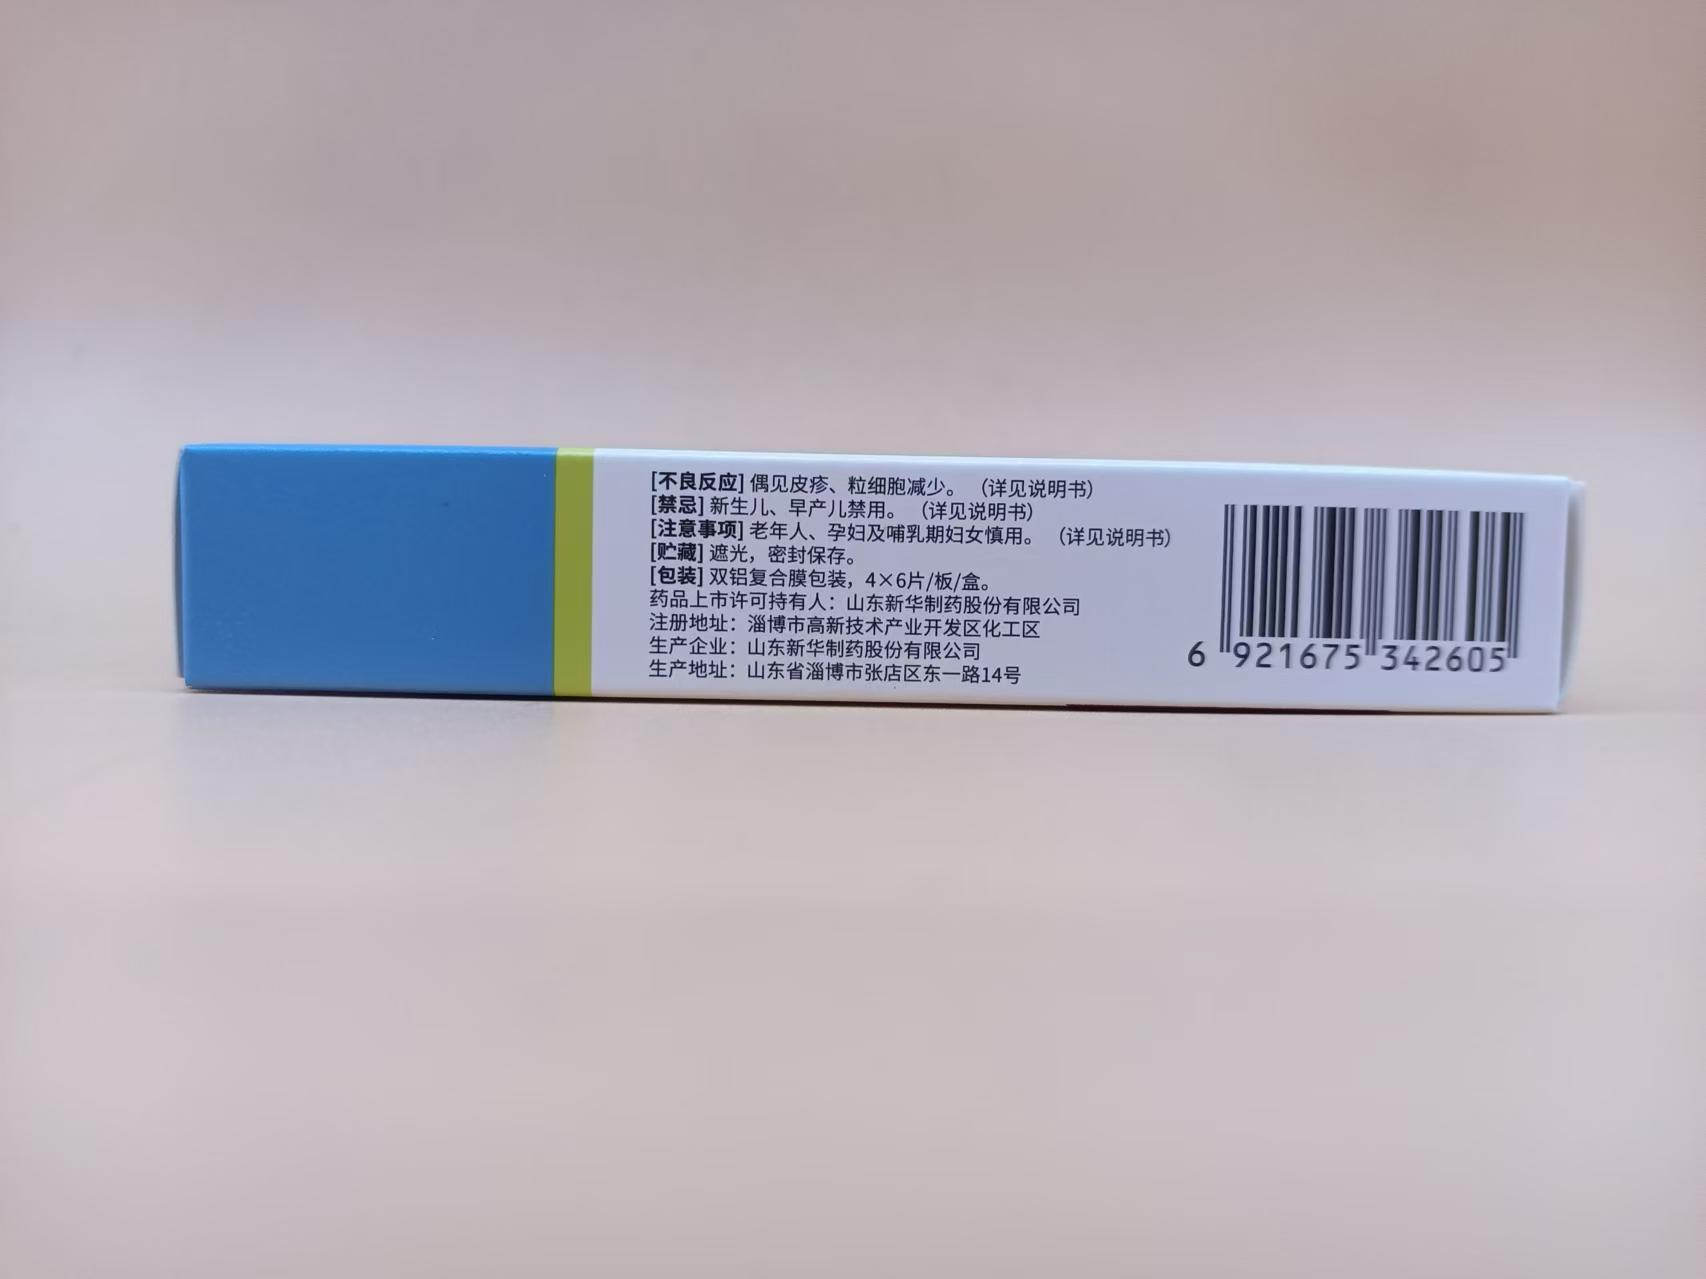 [不良反应] 偶见皮疹、粒细胞减少。（详见说明书）
[禁忌] 新生儿、早产儿禁用。（详见说明书）
[注意事项] 老年人、孕妇及哺乳期妇女慎用。（详见说明书）
[贮藏] 遮光，密封保存。
[包装] 双铝复合膜包装，4×6片/板/盒。
药品上市许可持有人：山东新华制药股份有限公司
注册地址：淄博市高新技术产业开发区化工区
生产企业：山东新华制药股份有限公司
生产地址：山东省淄博市张店区东一路14号
6 921675 342605